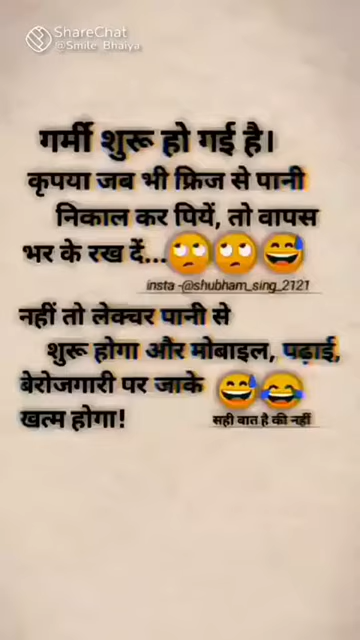 ShareChat
@Smile_Bhaiya
गर्मी शुरू हो गई है।
कृपया जब भी फ्रिज से पानी
निकाल कर पियें, तो वापस
भर के रख दें...🙄🙄😅
insta -@shubham_sing_2121
नहीं तो लेक्चर पानी से
शुरू होगा और मोबाइल, पढ़ाई,
बेरोजगारी पर जाके 😅😂
खत्म होगा!
सही बात है की नहीं